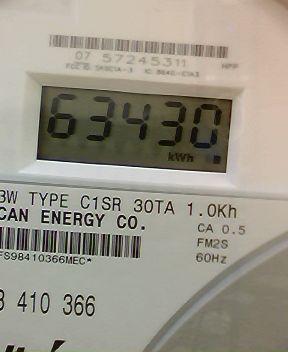 07 57245311
63430
kWh
3W TYPE C1SR 30TA 1.0Kh
CAN ENERGY CO.
CA 0.5
FM2S
60Hz
FS98410366MEC*
410 366